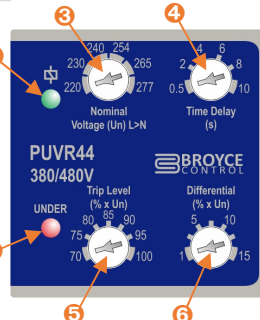 3
4
240 254
230 265
220 277
Nominal
Voltage (Un) L>N
4 6
2 8
0.5 10
Time Delay
(s)
PUVR44
380/480V
BROYCE
CONTROL
UNDER
Trip Level
(% x Un)
85
80 90
75 95
70 100
Differential
(% x Un)
5 10
1 15
5
6